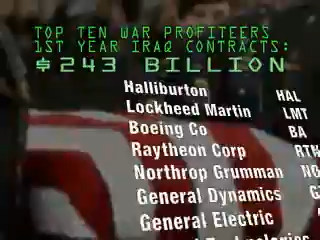 TOP TEN WAR PROFITEERS
1ST YEAR IRAQ CONTRACTS:
$243 BILLION
Halliburton HAL
Lockheed Martin LMT
Boeing Co BA
Raytheon Corp
Northrop Grumman
General Dynamics
General Electric